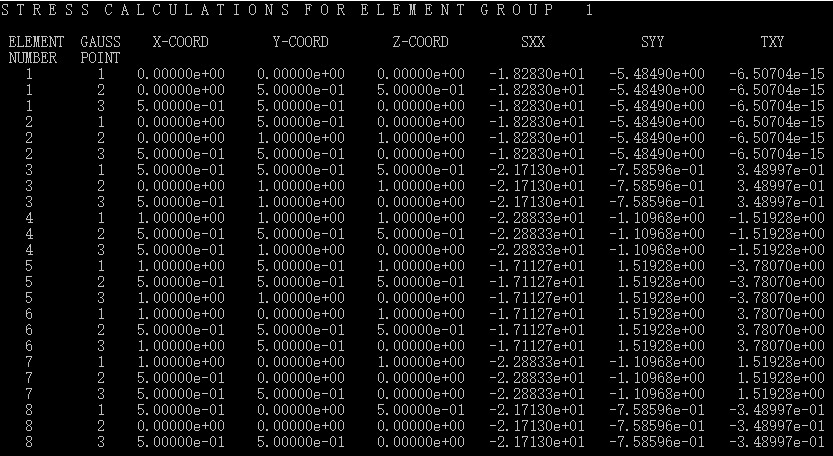 STRESS CALCULATIONS FOR ELEMENT GROUP 1
ELEMENT GAUSS X-COORD Y-COORD Z-COORD SXX SYY TXY
NUMBER POINT
1 1 0.00000e+00 0.00000e+00 0.00000e+00 -1.82830e+01 -5.48490e+00 -6.50704e-15
1 2 0.00000e+00 5.00000e-01 5.00000e-01 -1.82830e+01 -5.48490e+00 -6.50704e-15
1 3 5.00000e-01 0.00000e+00 0.00000e+00 -1.82830e+01 -5.48490e+00 -6.50704e-15
2 1 0.00000e+00 5.00000e-01 0.00000e+00 -1.82830e+01 -5.48490e+00 -6.50704e-15
2 2 0.00000e+00 1.00000e+00 1.00000e+00 -1.82830e+01 -5.48490e+00 -6.50704e-15
2 3 5.00000e-01 5.00000e-01 0.00000e+00 -1.82830e+01 -5.48490e+00 -6.50704e-15
3 1 5.00000e-01 5.00000e-01 5.00000e-01 -2.17130e+01 -7.58596e-01 3.48997e-01
3 2 0.00000e+00 1.00000e+00 1.00000e+00 -2.17130e+01 -7.58596e-01 3.48997e-01
3 3 5.00000e-01 1.00000e+00 0.00000e+00 -2.17130e+01 -7.58596e-01 3.48997e-01
4 1 1.00000e+00 1.00000e+00 0.00000e+00 -2.28833e+01 -1.10968e+00 -1.51928e+00
4 2 5.00000e-01 5.00000e-01 5.00000e-01 -2.28833e+01 -1.10968e+00 -1.51928e+00
4 3 5.00000e-01 1.00000e+00 0.00000e+00 -2.28833e+01 -1.10968e+00 -1.51928e+00
5 1 1.00000e+00 5.00000e-01 1.00000e+00 -1.71127e+01 1.51928e+00 -3.78070e+00
5 2 5.00000e-01 5.00000e-01 5.00000e-01 -1.71127e+01 1.51928e+00 -3.78070e+00
5 3 1.00000e+00 1.00000e+00 0.00000e+00 -1.71127e+01 1.51928e+00 -3.78070e+00
6 1 1.00000e+00 0.00000e+00 1.00000e+00 -1.71127e+01 1.51928e+00 3.78070e+00
6 2 5.00000e-01 5.00000e-01 5.00000e-01 -1.71127e+01 1.51928e+00 3.78070e+00
6 3 1.00000e+00 5.00000e-01 0.00000e+00 -1.71127e+01 1.51928e+00 3.78070e+00
7 1 1.00000e+00 0.00000e+00 1.00000e+00 -2.28833e+01 -1.10968e+00 1.51928e+00
7 2 5.00000e-01 0.00000e+00 0.00000e+00 -2.28833e+01 -1.10968e+00 1.51928e+00
7 3 5.00000e-01 5.00000e-01 0.00000e+00 -2.28833e+01 -1.10968e+00 1.51928e+00
8 1 5.00000e-01 0.00000e+00 5.00000e-01 -2.17130e+01 -7.58596e-01 -3.48997e-01
8 2 0.00000e+00 0.00000e+00 0.00000e+00 -2.17130e+01 -7.58596e-01 -3.48997e-01
8 3 5.00000e-01 5.00000e-01 0.00000e+00 -2.17130e+01 -7.58596e-01 -3.48997e-01